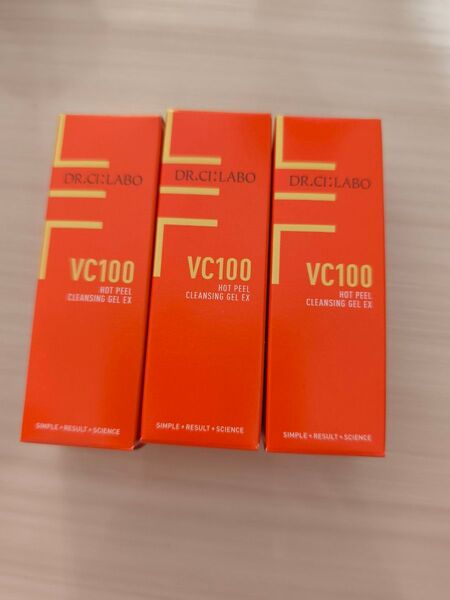 DR.CI:LABO
VC100
HOT PEEL
CLEANSING GEL EX
SIMPLE + RESULT + SCIENCE
DR.CI:LABO
VC100
HOT PEEL
CLEANSING GEL EX
SIMPLE + RESULT + SCIENCE
DR.CI:LABO
VC100
HOT PEEL
CLEANSING GEL EX
SIMPLE + RESULT + SCIENCE